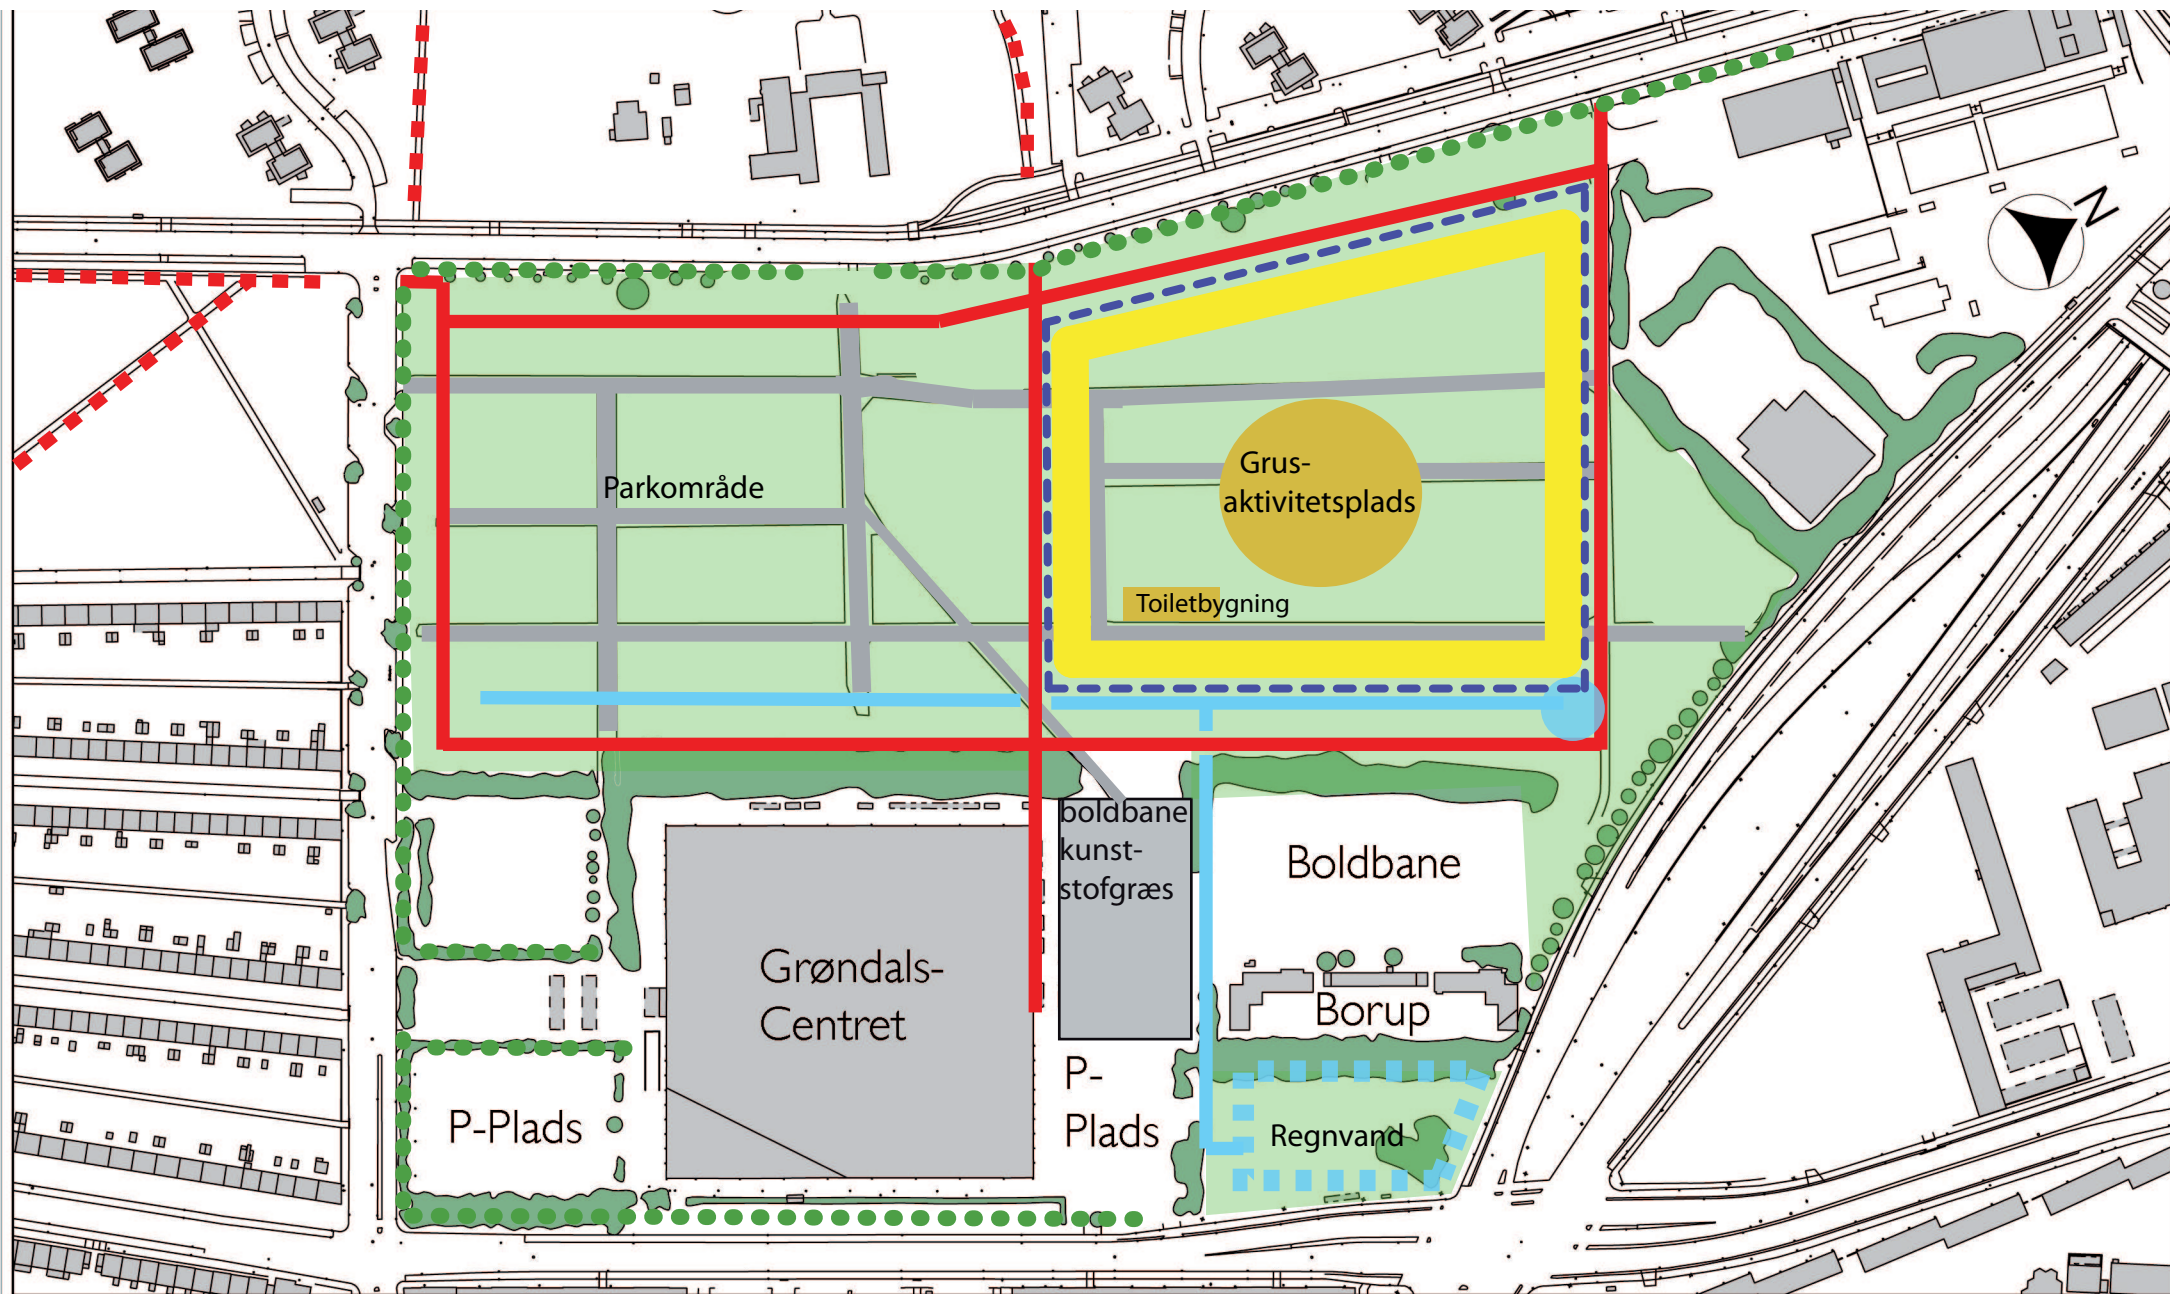 N
Parkområde
Grus-
aktivitetsplads
Toiletbygning
boldbane
kunst-
stofgræs
Boldbane
Grøndals-
Centret
Borup
P-
Plads
P-Plads
Regnvand